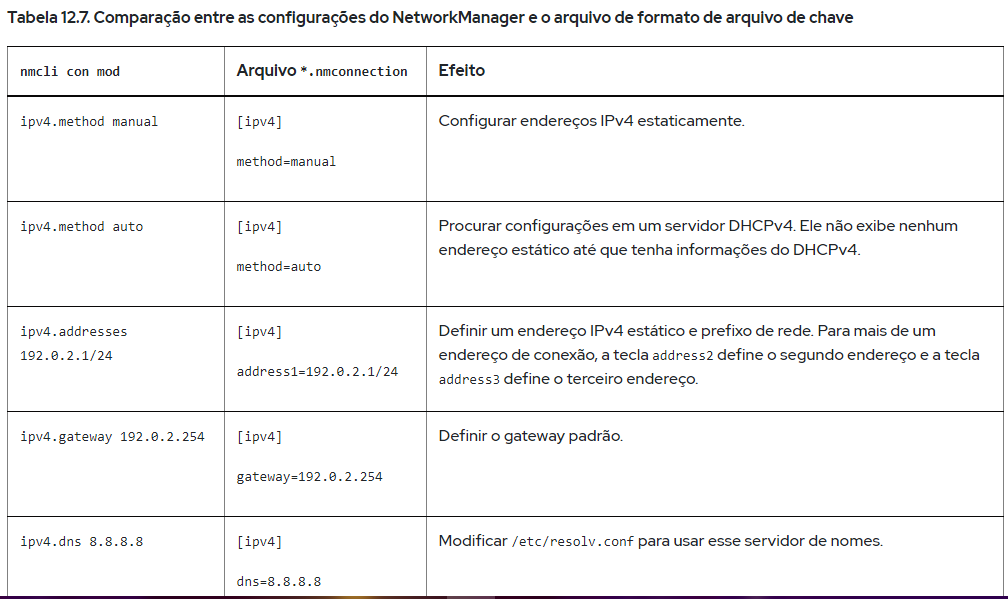 Tabela 12.7. Comparação entre as configurações do NetworkManager e o arquivo de formato de arquivo de chave
nmcli con mod
Arquivo *.nmconnection
Efeito
ipv4.method manual
[ipv4]
method=manual
Configurar endereços IPv4 estaticamente.
ipv4.method auto
[ipv4]
method=auto
Procurar configurações em um servidor DHCPv4. Ele não exibe nenhum
endereço estático até que tenha informações do DHCPv4.
ipv4.addresses
192.0.2.1/24
[ipv4]
address1=192.0.2.1/24
Definir um endereço IPv4 estático e prefixo de rede. Para mais de um
endereço de conexão, a tecla address2 define o segundo endereço e a tecla
address3 define o terceiro endereço.
ipv4.gateway 192.0.2.254
[ipv4]
gateway=192.0.2.254
Definir o gateway padrão.
ipv4.dns 8.8.8.8
[ipv4]
dns=8.8.8.8
Modificar /etc/resolv.conf para usar esse servidor de nomes.